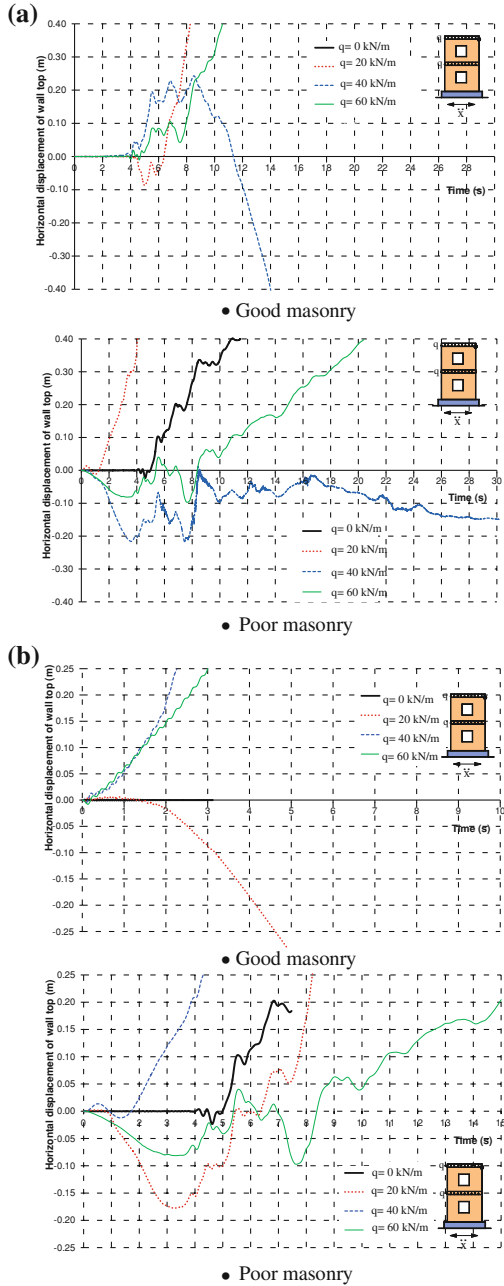 (a)
Horizontal displacement of wall top (m)
0.40
0.30
0.20
0.10
0.00
-0.10
-0.20
-0.30
-0.40
0 2 4 6 8 10 12 14 16 18 20 22 24 26 28
Time (s)
q= 0 kN/m
q= 20 kN/m
q= 40 kN/m
q= 60 kN/m
q
q
ẍ
• Good masonry
Horizontal displacement of wall top (m)
0.40
0.30
0.20
0.10
0.00
-0.10
-0.20
-0.30
-0.40
0 2 4 6 8 10 12 14 16 18 20 22 24 26 28 30
Time (s)
q= 0 kN/m
q= 20 kN/m
q= 40 kN/m
q= 60 kN/m
q
q
ẍ
• Poor masonry
(b)
Horizontal displacement of wall top (m)
0.25
0.20
0.15
0.10
0.05
0.00
-0.05
-0.10
-0.15
-0.20
-0.25
0 1 2 3 4 5 6 7 8 9 10
Time (s)
q= 0 kN/m
q= 20 kN/m
q= 40 kN/m
q= 60 kN/m
q
q
ẍ
• Good masonry
Horizontal displacement of wall top (m)
0.25
0.20
0.15
0.10
0.05
0.00
-0.05
-0.10
-0.15
-0.20
-0.25
0 1 2 3 4 5 6 7 8 9 10 11 12 13 14 15
Time (s)
q= 0 kN/m
q= 20 kN/m
q= 40 kN/m
q= 60 kN/m
q
q
ẍ
• Poor masonry